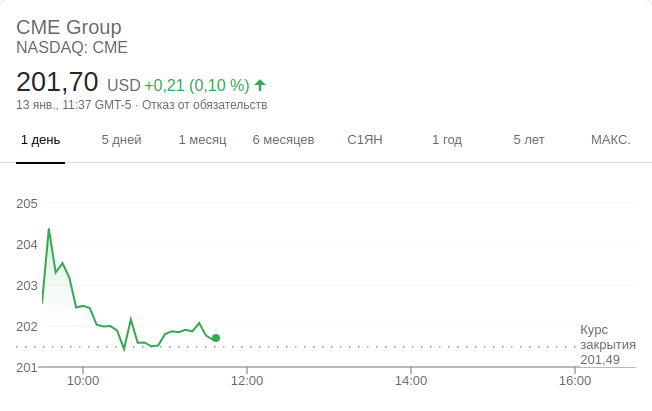 CME Group
NASDAQ: CME
201,70 USD +0,21 (0,10 %)
13 янв., 11:37 GMT-5 · Отказ от обязательств
1 день 5 дней 1 месяц 6 месяцев С1ЯН 1 год 5 лет МАКС.
205
204
203
202
Курс
закрытия
201,49
201
10:00 12:00 14:00 16:00